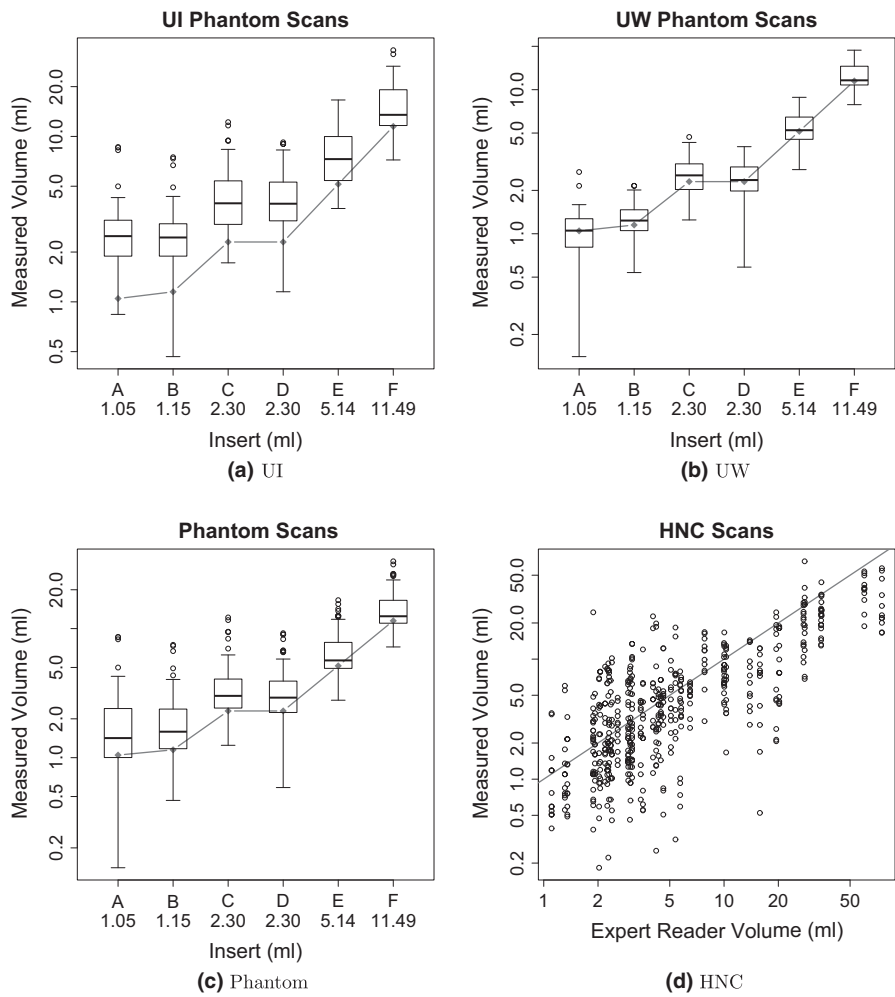 UI Phantom Scans
Measured Volume (ml)
20.0
10.0
5.0
2.0
1.0
0.5
A B C D E F
1.05 1.15 2.30 2.30 5.14 11.49
Insert (ml)
(a) UI
UW Phantom Scans
Measured Volume (ml)
10.0
5.0
2.0
1.0
0.5
0.2
A B C D E F
1.05 1.15 2.30 2.30 5.14 11.49
Insert (ml)
(b) UW
Phantom Scans
Measured Volume (ml)
20.0
5.0
2.0
1.0
0.5
0.2
A B C D E F
1.05 1.15 2.30 2.30 5.14 11.49
Insert (ml)
(c) Phantom
HNC Scans
Measured Volume (ml)
50.0
20.0
5.0
2.0
1.0
0.5
0.2
1 2 5 10 20 50
Expert Reader Volume (ml)
(d) HNC